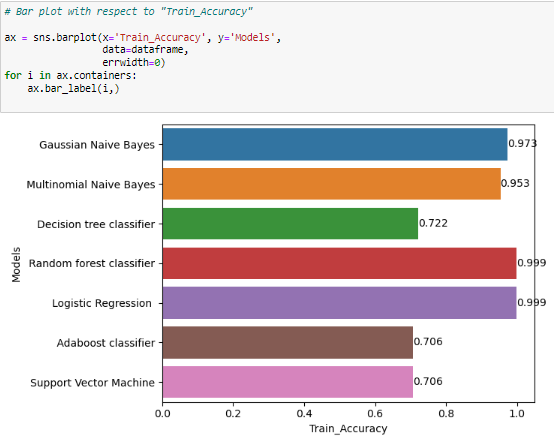 # Bar plot with respect to "Train_Accuracy"
ax = sns.barplot(x='Train_Accuracy', y='Models',
data=dataframe,
errwidth=0)
for i in ax.containers:
ax.bar_label(i,)
Gaussian Naive Bayes 0.973
Multinomial Naive Bayes 0.953
Decision tree classifier 0.722
Random forest classifier 0.999
Logistic Regression 0.999
Adaboost classifier 0.706
Support Vector Machine 0.706
Models
0.0 0.2 0.4 0.6 0.8 1.0
Train_Accuracy